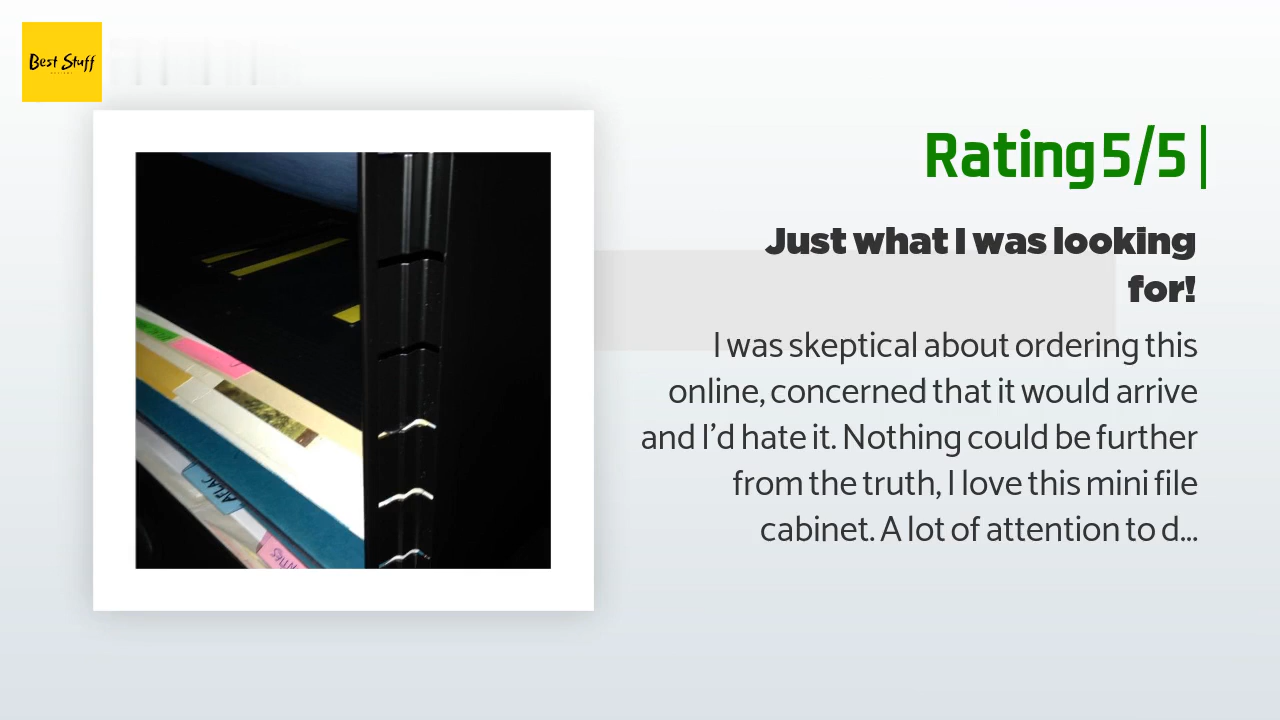 Best Stuff
Rating 5/5 |
Just what I was looking
for!
I was skeptical about ordering this
online, concerned that it would arrive
and I'd hate it. Nothing could be further
from the truth, I love this mini file
cabinet. A lot of attention to d...
AFLAC